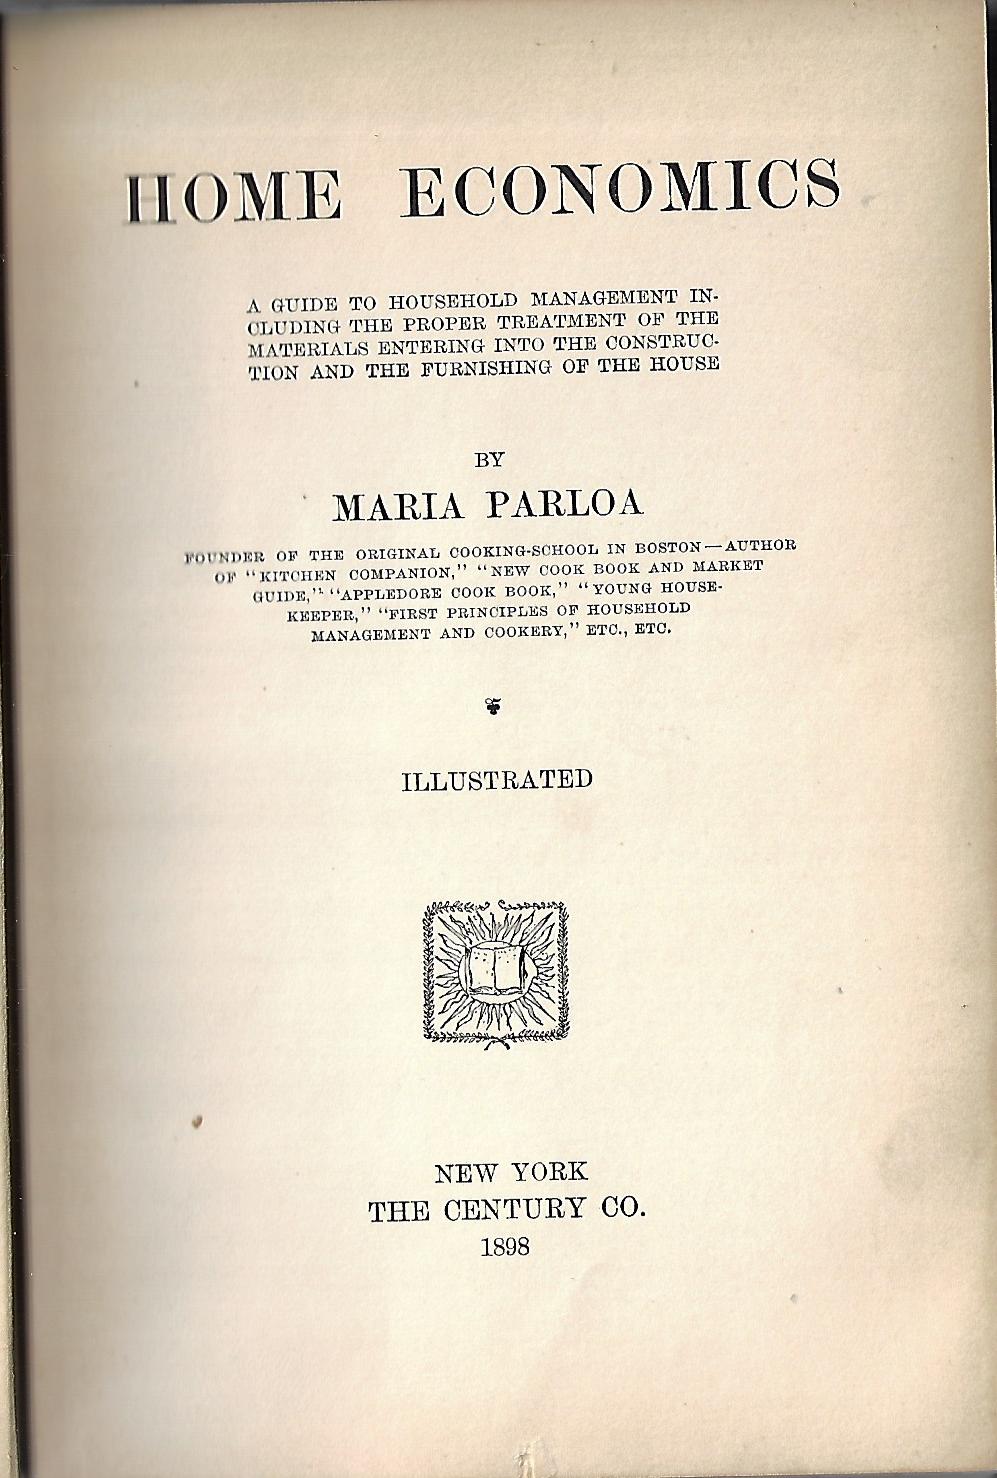 HOME ECONOMICS
A GUIDE TO HOUSEHOLD MANAGEMENT IN-
CLUDING THE PROPER TREATMENT OF THE
MATERIALS ENTERING INTO THE CONSTRUC-
TION AND THE FURNISHING OF THE HOUSE
BY
MARIA PARLOA
FOUNDER OF THE ORIGINAL COOKING-SCHOOL IN BOSTON—AUTHOR
OF "KITCHEN COMPANION," "NEW COOK BOOK AND MARKET
GUIDE," "APPLEDORE COOK BOOK," "YOUNG HOUSE-
KEEPER," "FIRST PRINCIPLES OF HOUSEHOLD
MANAGEMENT AND COOKERY," ETC., ETC.
ILLUSTRATED
NEW YORK
THE CENTURY CO.
1898